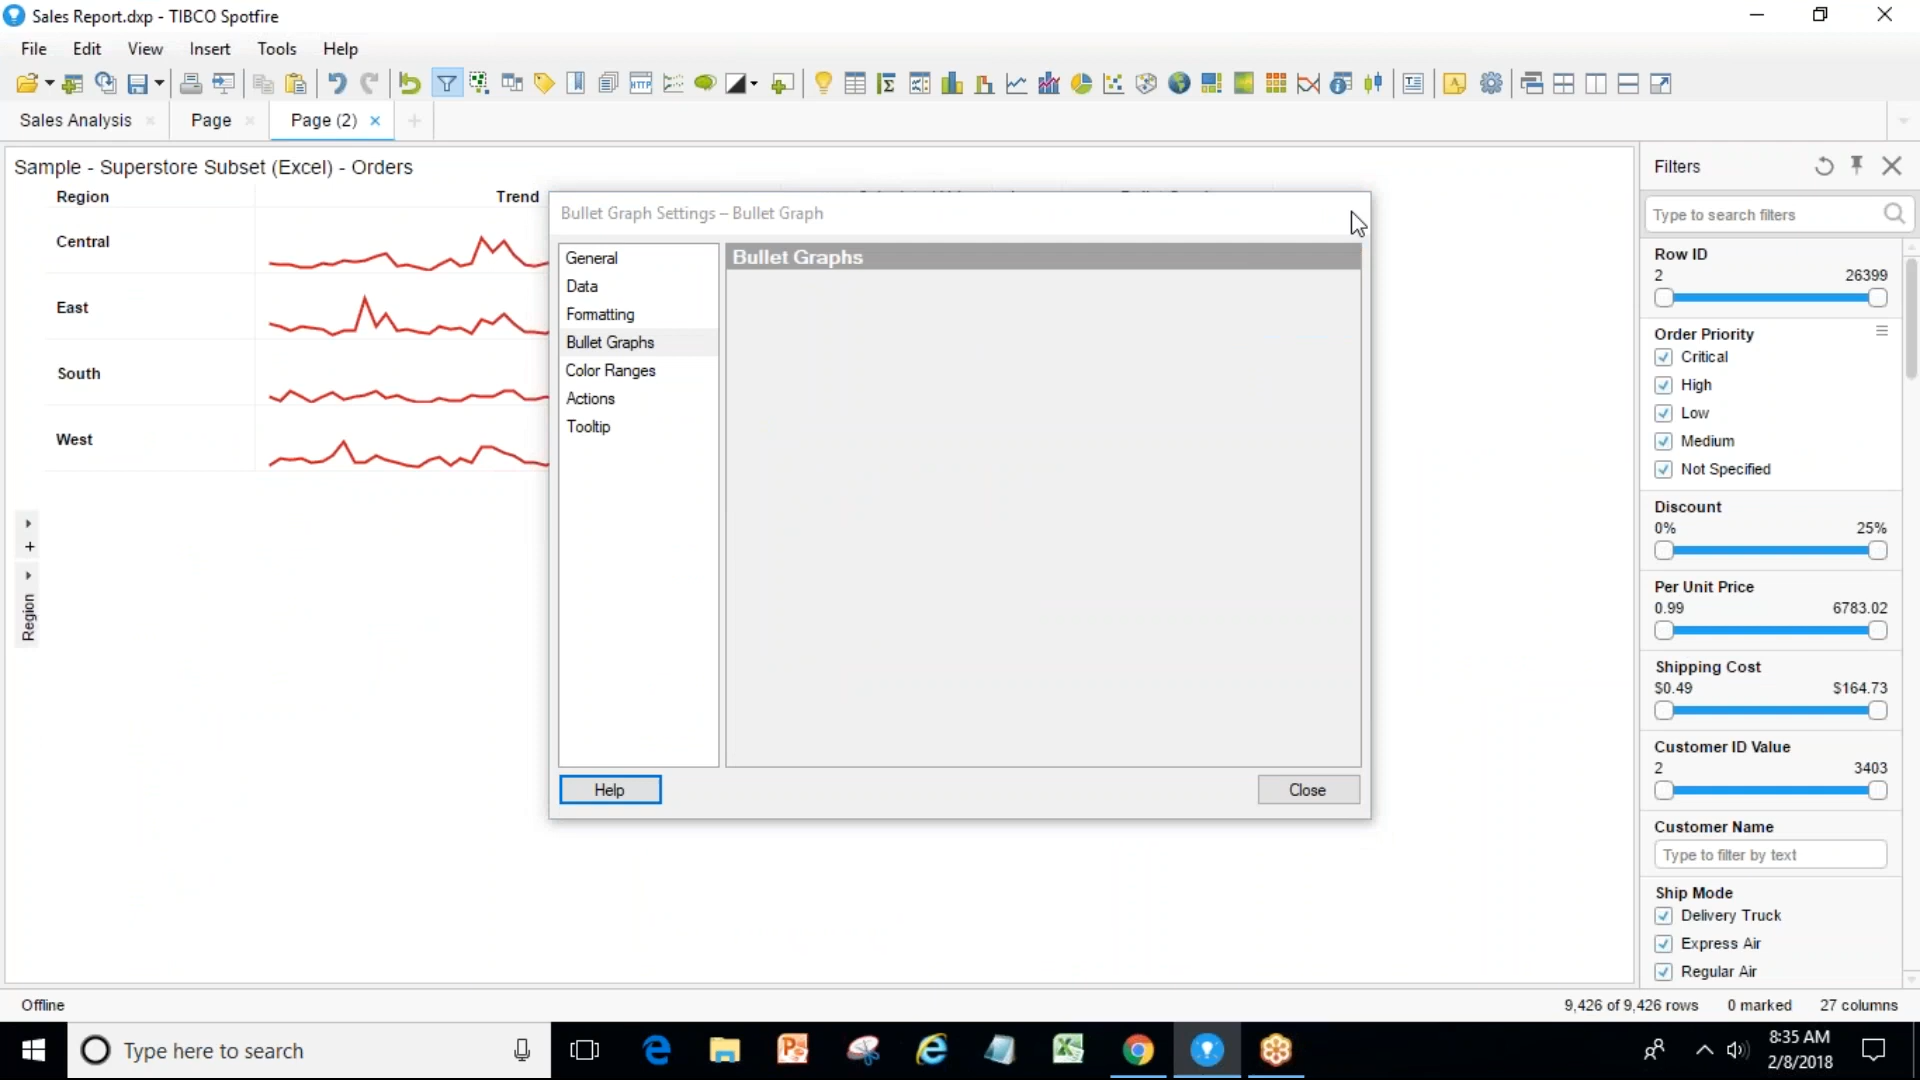 Sales Report.dxp - TIBCO Spotfire
File Edit View Insert Tools Help
HTTP
Sales Analysis Page Page (2)
Sample - Superstore Subset (Excel) - Orders
Region Trend
Central
East
South
West
Region
Bullet Graph Settings – Bullet Graph
General
Data
Formatting
Bullet Graphs
Color Ranges
Actions
Tooltip
Bullet Graphs
Help Close
Filters
Type to search filters
Row ID
2 26399
Order Priority
Critical
High
Low
Medium
Not Specified
Discount
0% 25%
Per Unit Price
0.99 6783.02
Shipping Cost
$0.49 $164.73
Customer ID Value
2 3403
Customer Name
Type to filter by text
Ship Mode
Delivery Truck
Express Air
Regular Air
Offline 9,426 of 9,426 rows 0 marked 27 columns
Type here to search
8:35 AM
2/8/2018